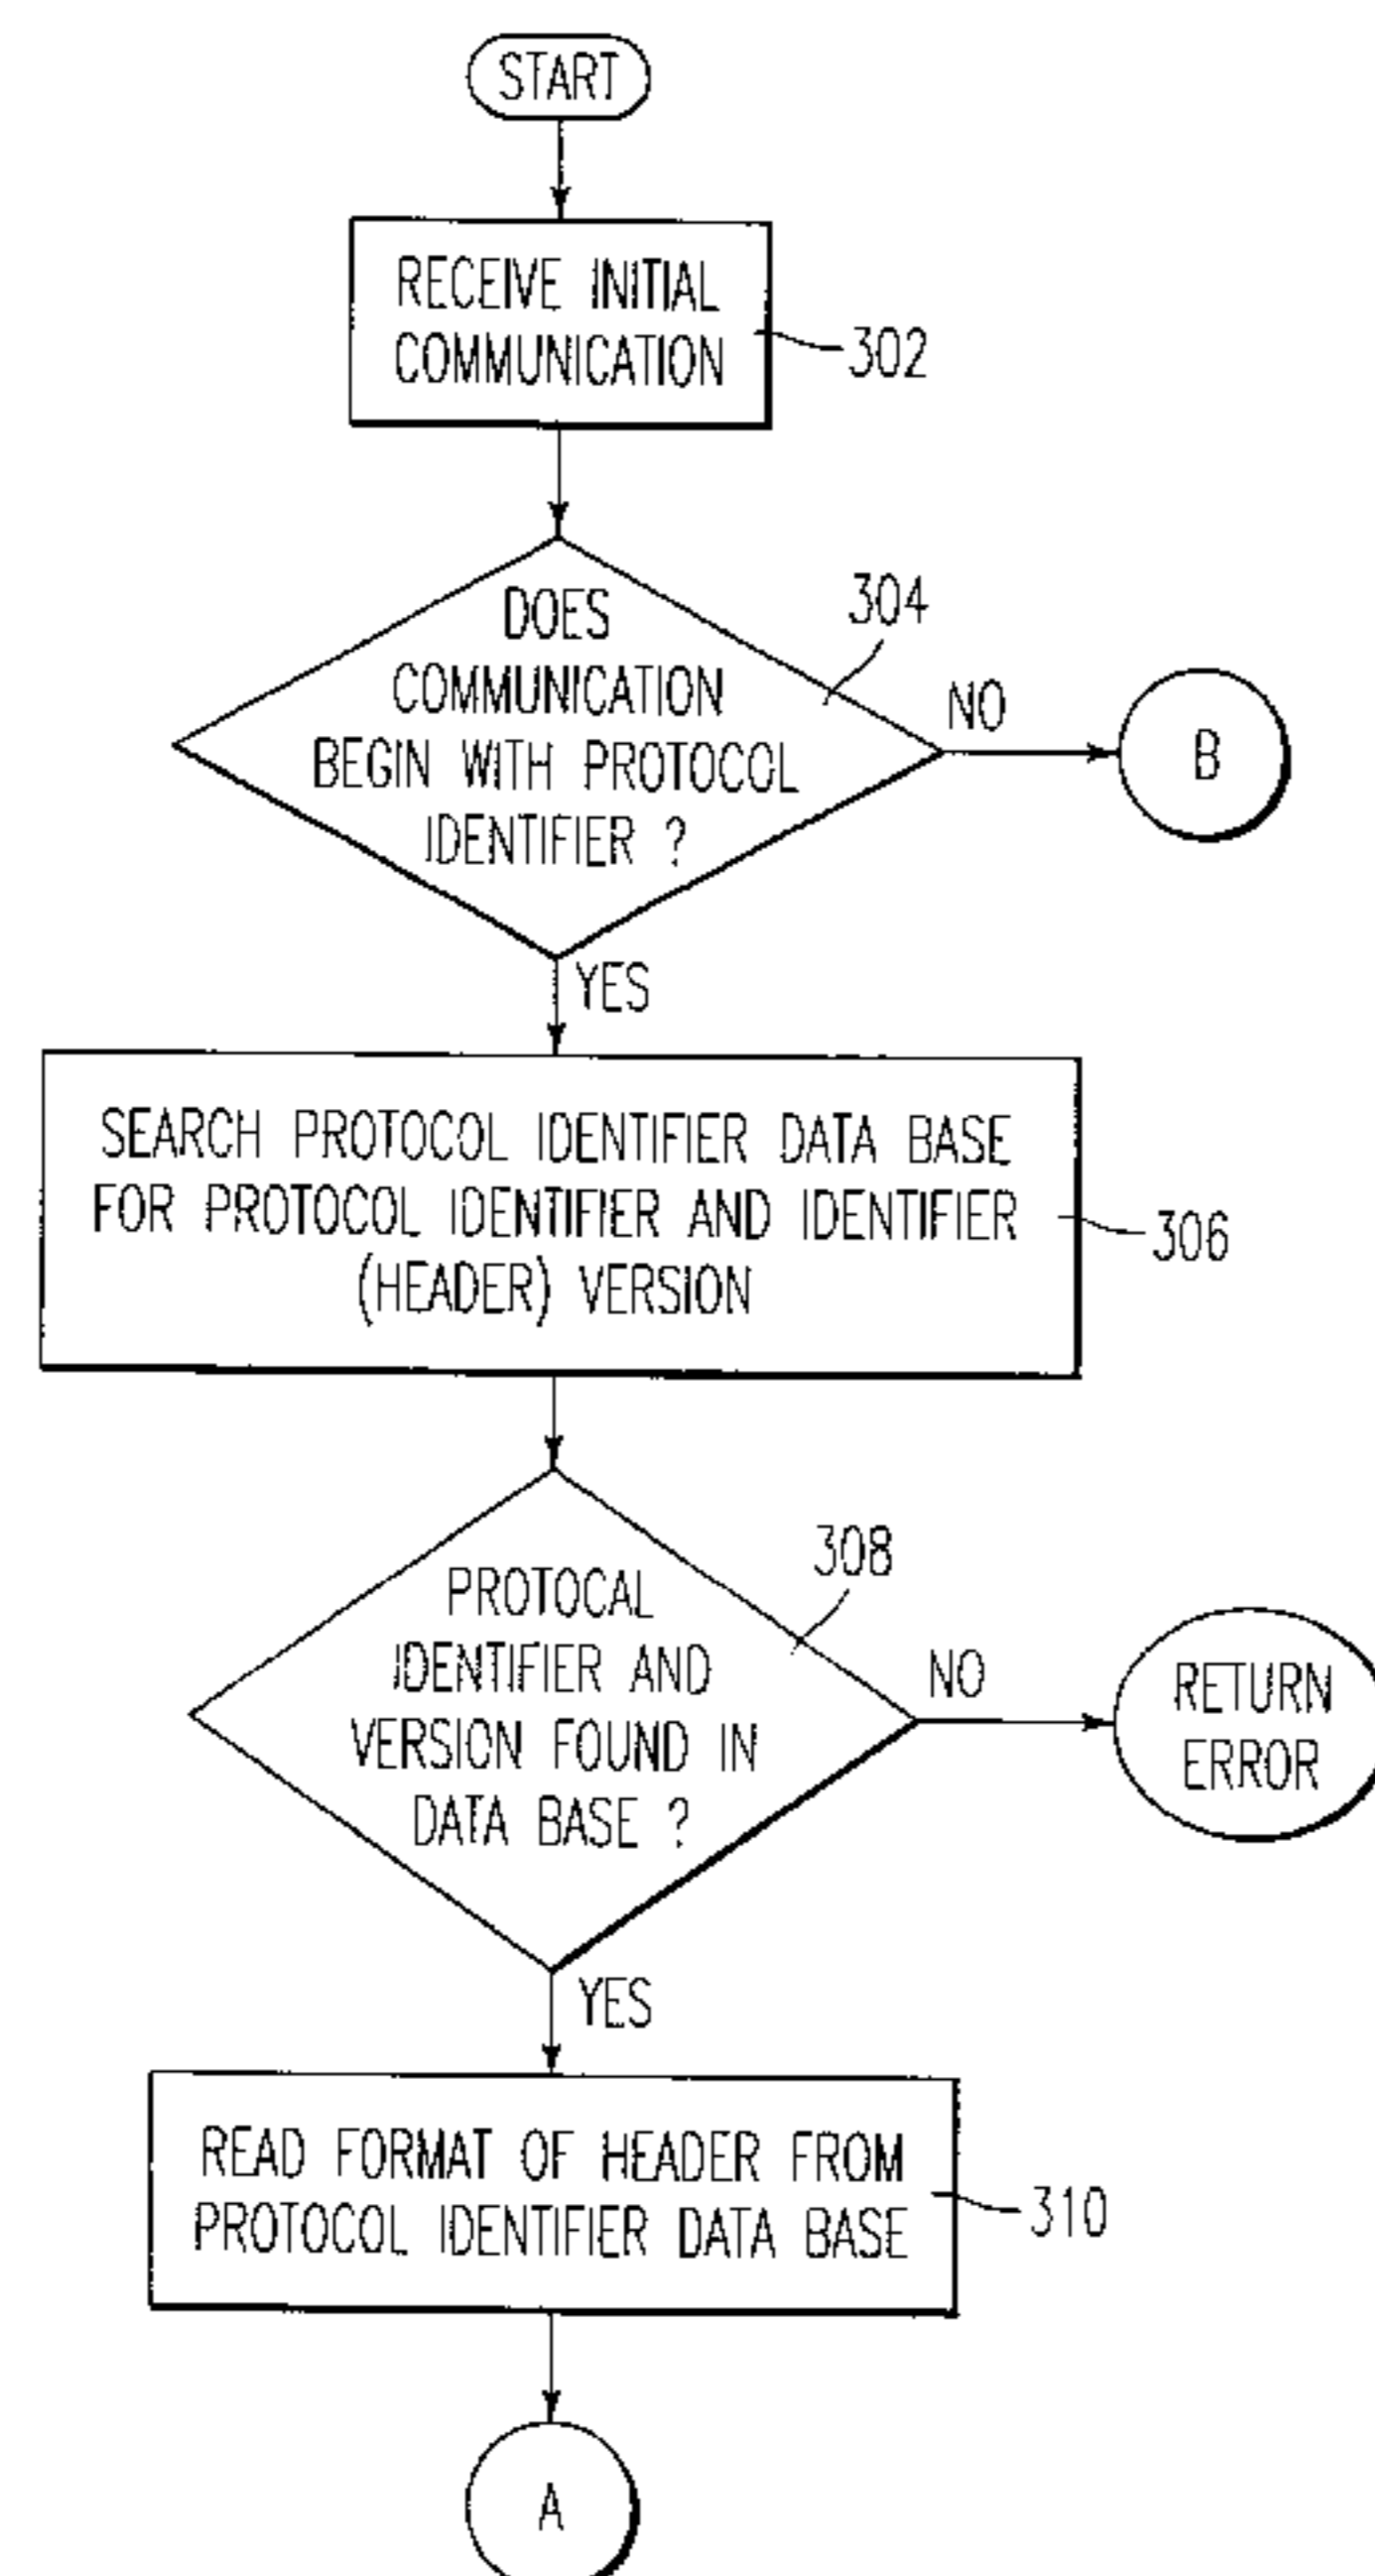 START
RECEIVE INITIAL
COMMUNICATION
302
DOES
COMMUNICATION
BEGIN WITH PROTOCOL
IDENTIFIER ?
304
NO
B
YES
SEARCH PROTOCOL IDENTIFIER DATA BASE
FOR PROTOCOL IDENTIFIER AND IDENTIFIER
(HEADER) VERSION
306
PROTOCAL
IDENTIFIER AND
VERSION FOUND IN
DATA BASE ?
308
NO
RETURN
ERROR
YES
READ FORMAT OF HEADER FROM
PROTOCOL IDENTIFIER DATA BASE
310
A